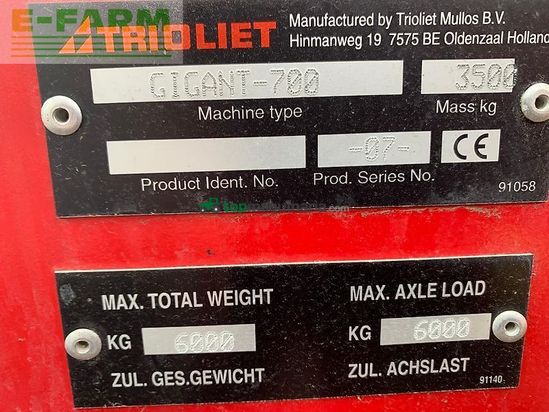 E-FARM
TRIOLIET
Manufactured by Trioliet Mullos B.V.
Hinmanweg 19 7575 BE Oldenzaal Holland
GIGANT-700
3500
Machine type
Mass kg
-07-
CE
Product Ident. No.
Prod. Series No.
91058
MAX. TOTAL WEIGHT
MAX. AXLE LOAD
KG 6000
KG 6000
ZUL. GES.GEWICHT
ZUL. ACHSLAST
91140